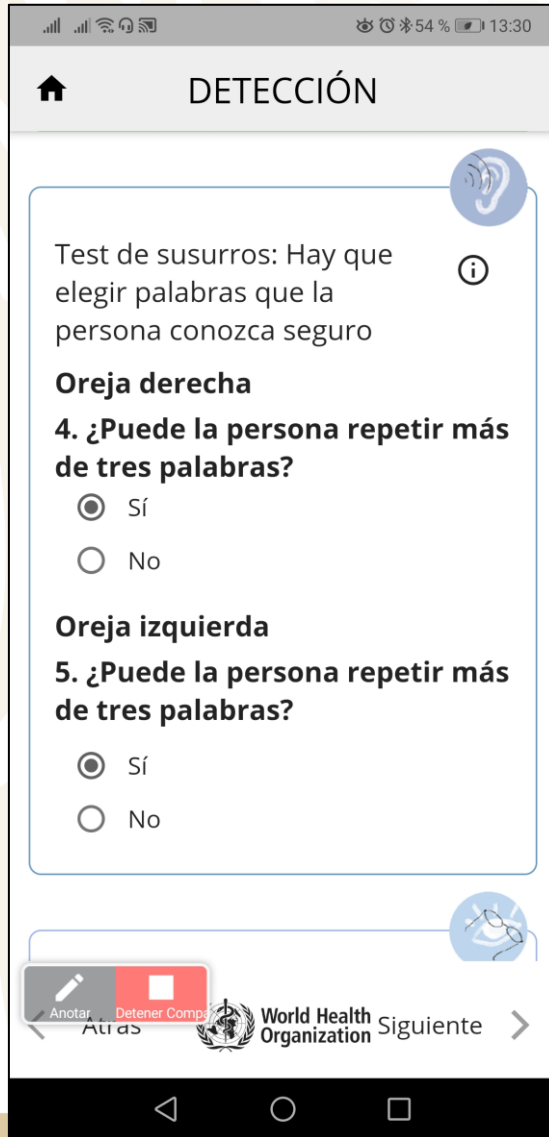 54 % 13:30
DETECCIÓN
Test de susurros: Hay que
elegir palabras que la
persona conozca seguro
Oreja derecha
4. ¿Puede la persona repetir más
de tres palabras?
Sí
No
Oreja izquierda
5. ¿Puede la persona repetir más
de tres palabras?
Sí
No
Anotar Detener Compa
Atrás World Health Organization Siguiente